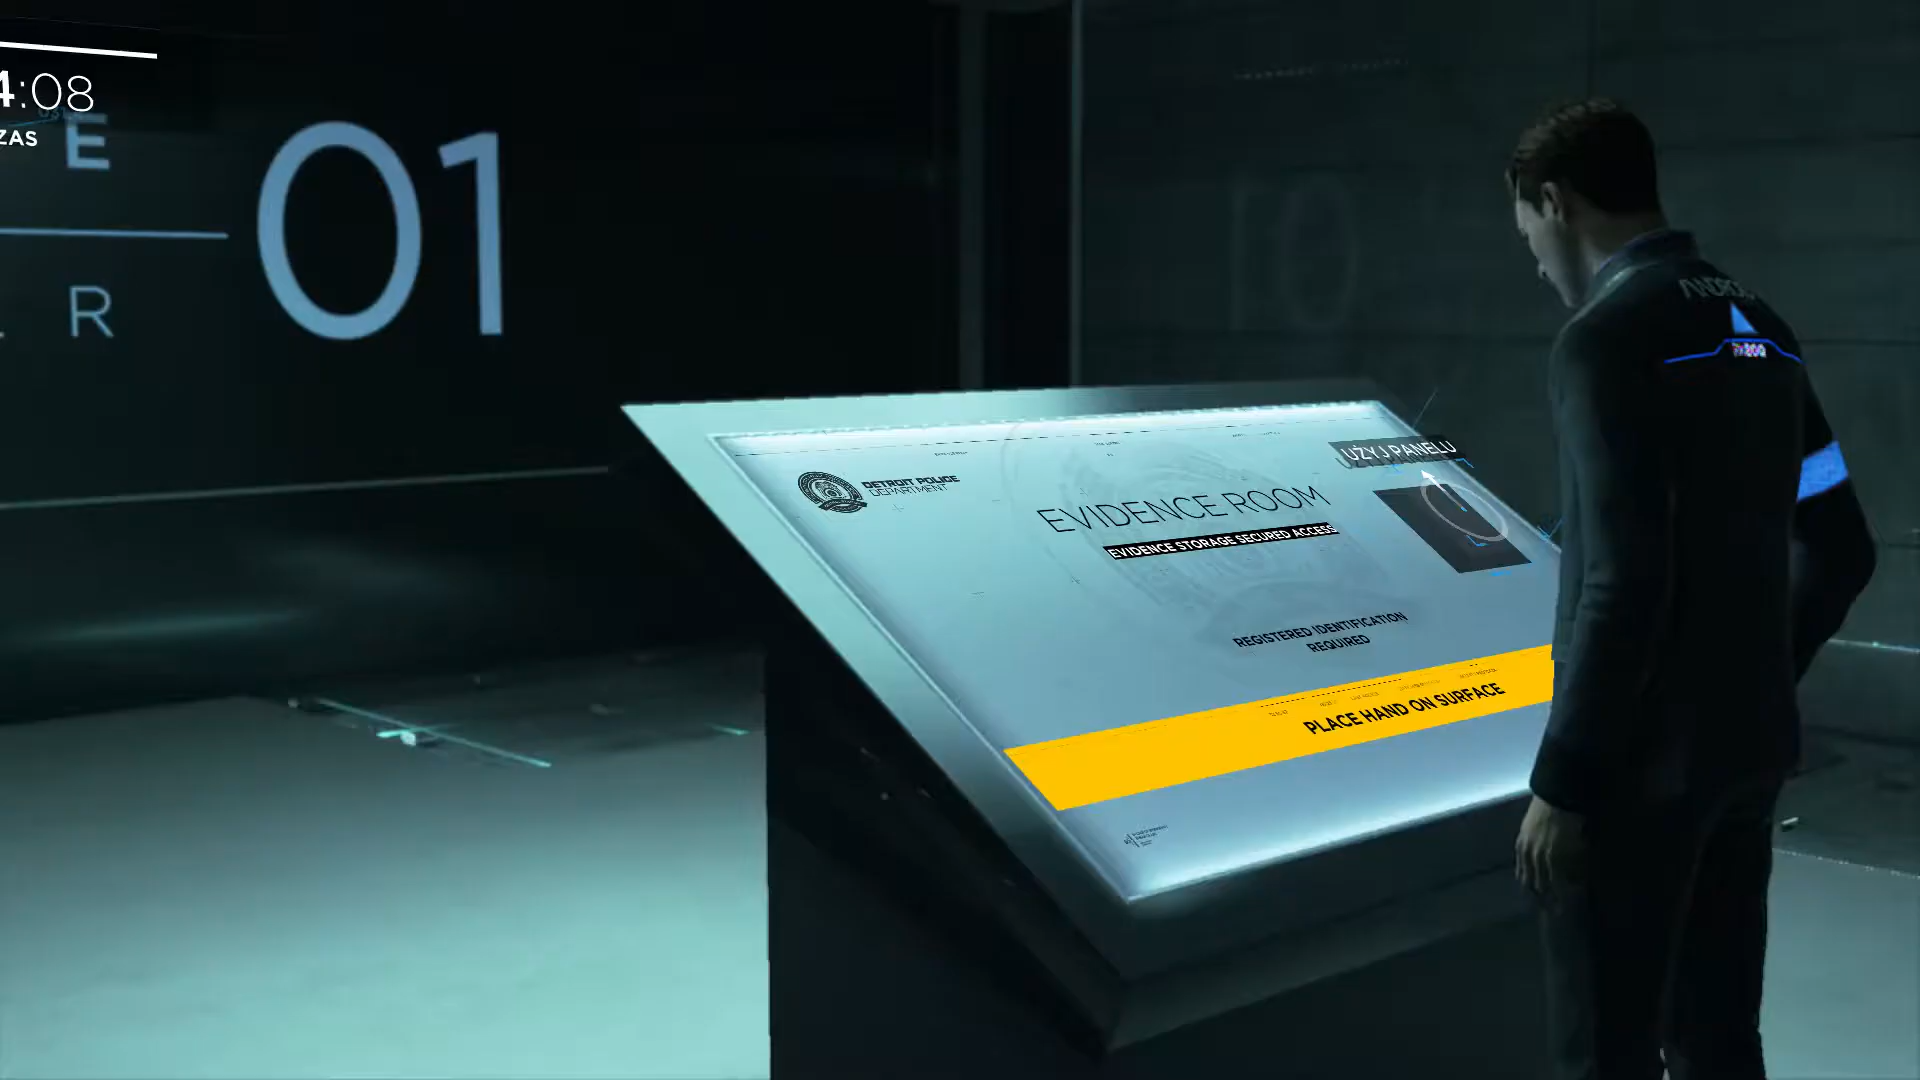 4:08
ZAS
E
R
01
DETROIT POLICE
DEPARTMENT
EVIDENCE ROOM
EVIDENCE STORAGE SECURED ACCESS
UŻYJ PANELU
REGISTERED IDENTIFICATION
REQUIRED
PLACE HAND ON SURFACE
ANDROID